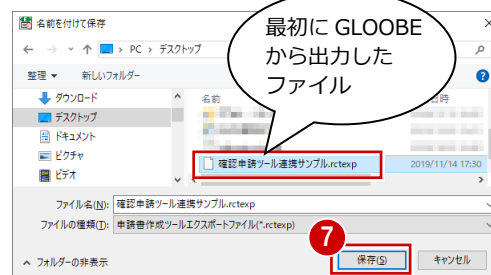 名前を付けて保存
最初に GLOOBE
から出力した
ファイル
PC › デスクトップ
整理 新しいフォルダー
ダウンロード
デスクトップ
ドキュメント
ピクチャ
ビデオ
名前
日時
確認申請ツール連携サンプル.rctexp 2019/11/14 17:30
ファイル名(N): 確認申請ツール連携サンプル.rctexp
ファイルの種類(T): 申請書作成ツールエクスポートファイル(*.rctexp)
7
フォルダーの非表示 保存(S) キャンセル